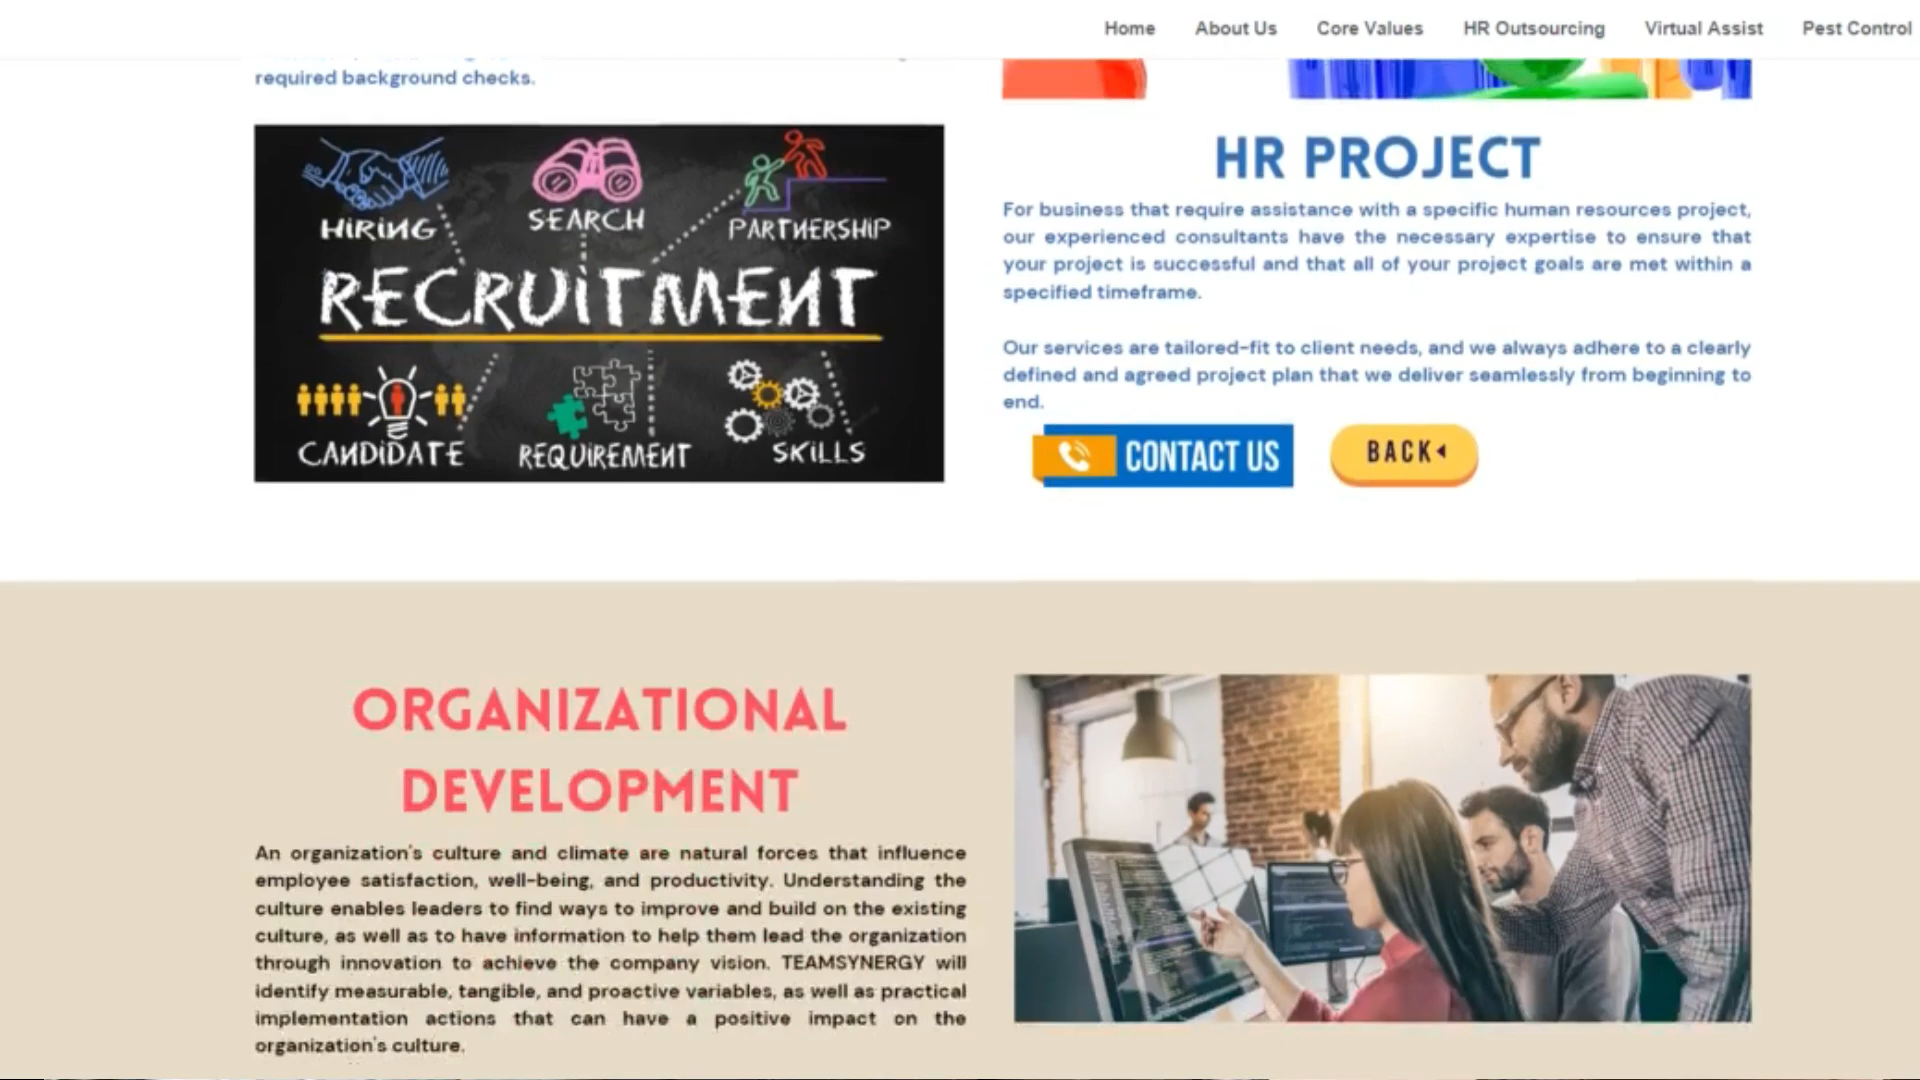 Home About Us Core Values HR Outsourcing Virtual Assist Pest Control
required background checks.
HIRING
SEARCH
PARTNERSHIP
RECRUITMENT
CANDIDATE
REQUIREMENT
SKILLS
HR PROJECT
For business that require assistance with a specific human resources project,
our experienced consultants have the necessary expertise to ensure that
your project is successful and that all of your project goals are met within a
specified timeframe.
Our services are tailored-fit to client needs, and we always adhere to a clearly
defined and agreed project plan that we deliver seamlessly from beginning to
end.
CONTACT US
BACK
ORGANIZATIONAL
DEVELOPMENT
An organization's culture and climate are natural forces that influence
employee satisfaction, well-being, and productivity. Understanding the
culture enables leaders to find ways to improve and build on the existing
culture, as well as to have information to help them lead the organization
through innovation to achieve the company vision. TEAMSYNERGY will
identify measurable, tangible, and proactive variables, as well as practical
implementation actions that can have a positive impact on the
organization's culture.